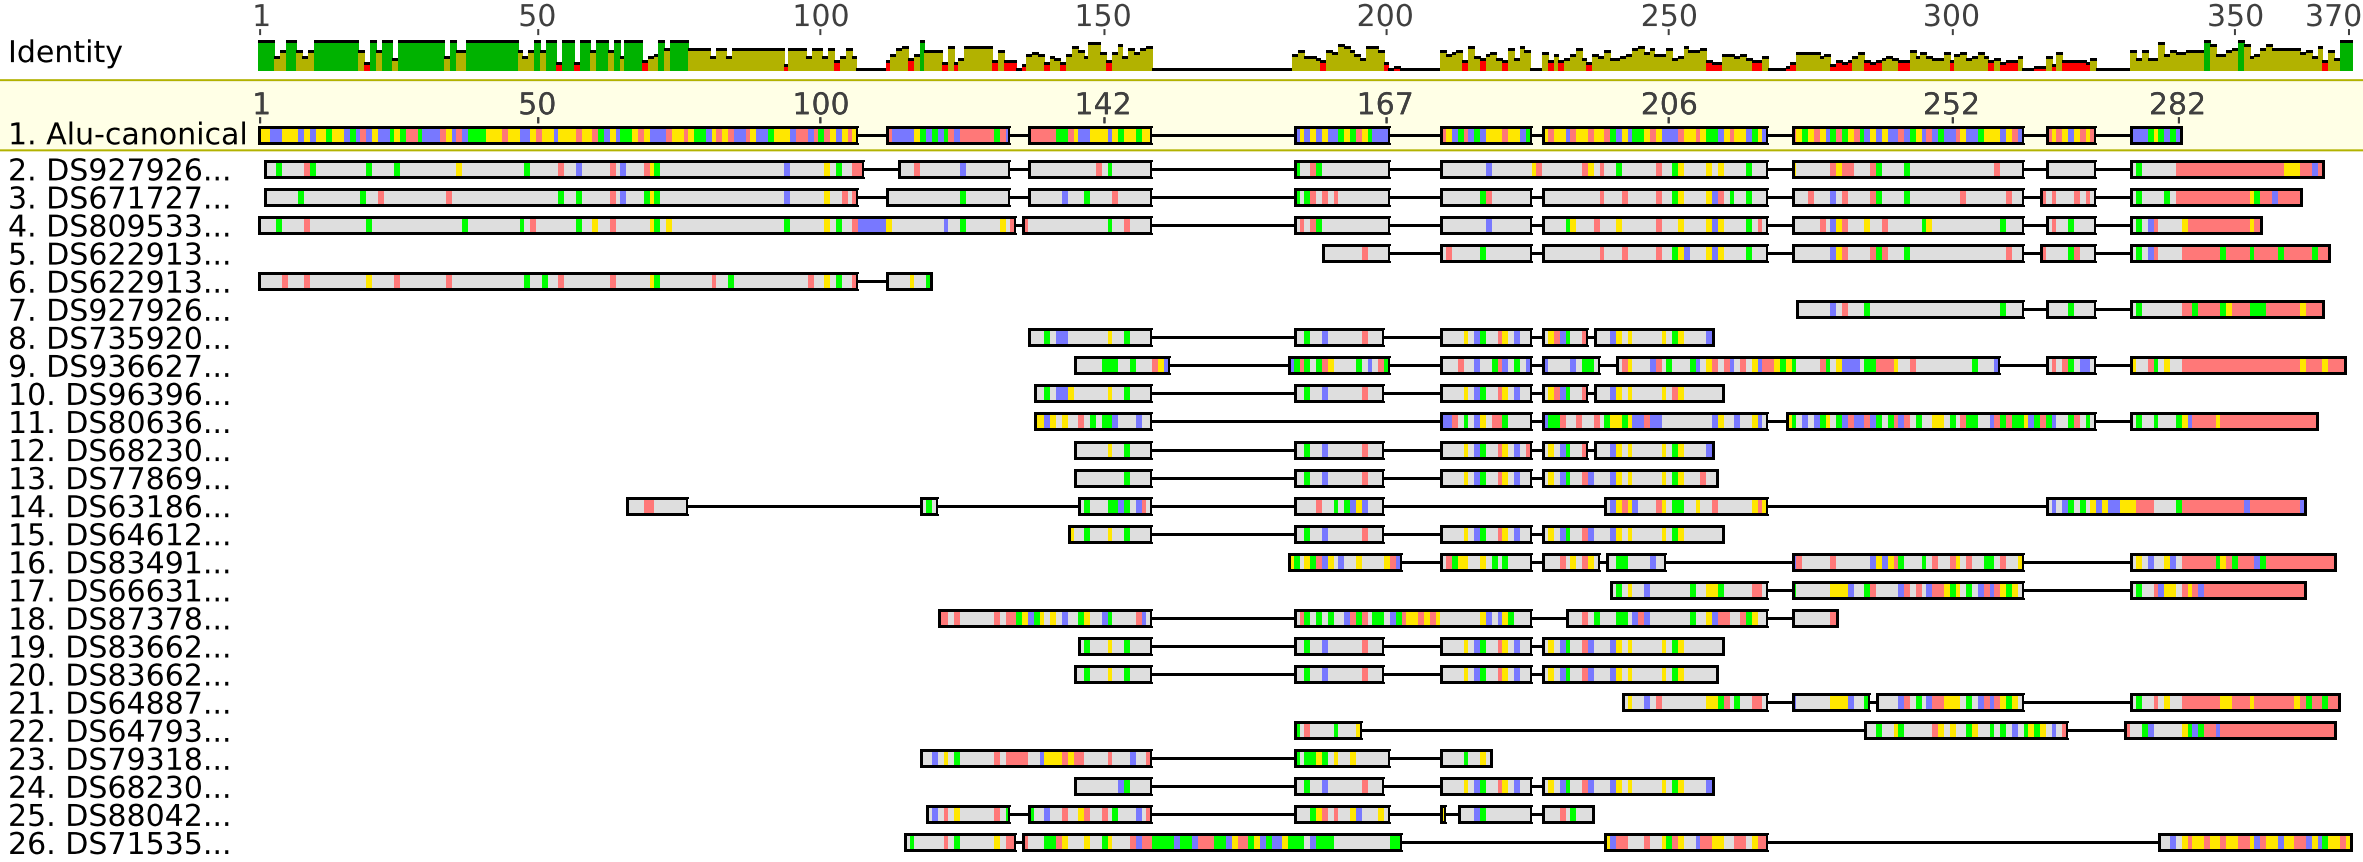 1 50 100 150 200 250 300 350 370
Identity
1 50 100 142 167 206 252 282
1. Alu-canonical
2. DS927926...
3. DS671727...
4. DS809533...
5. DS622913...
6. DS622913...
7. DS927926...
8. DS735920...
9. DS936627...
10. DS96396...
11. DS80636...
12. DS68230...
13. DS77869...
14. DS63186...
15. DS64612...
16. DS83491...
17. DS66631...
18. DS87378...
19. DS83662...
20. DS83662...
21. DS64887...
22. DS64793...
23. DS79318...
24. DS68230...
25. DS88042...
26. DS71535...